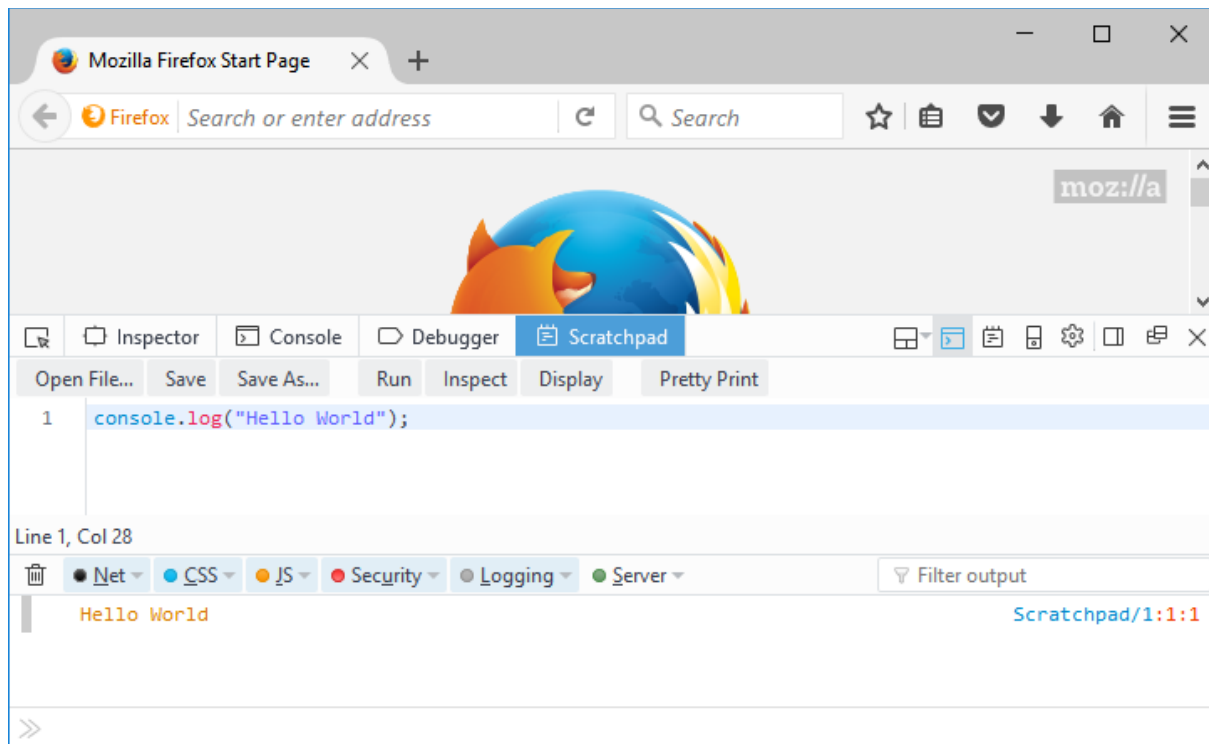 Mozilla Firefox Start Page
Firefox Search or enter address Search
moz://a
Inspector Console Debugger Scratchpad
Open File... Save Save As... Run Inspect Display Pretty Print
1 console.log("Hello World");
Line 1, Col 28
Net CSS JS Security Logging Server Filter output
Hello World Scratchpad/1:1:1